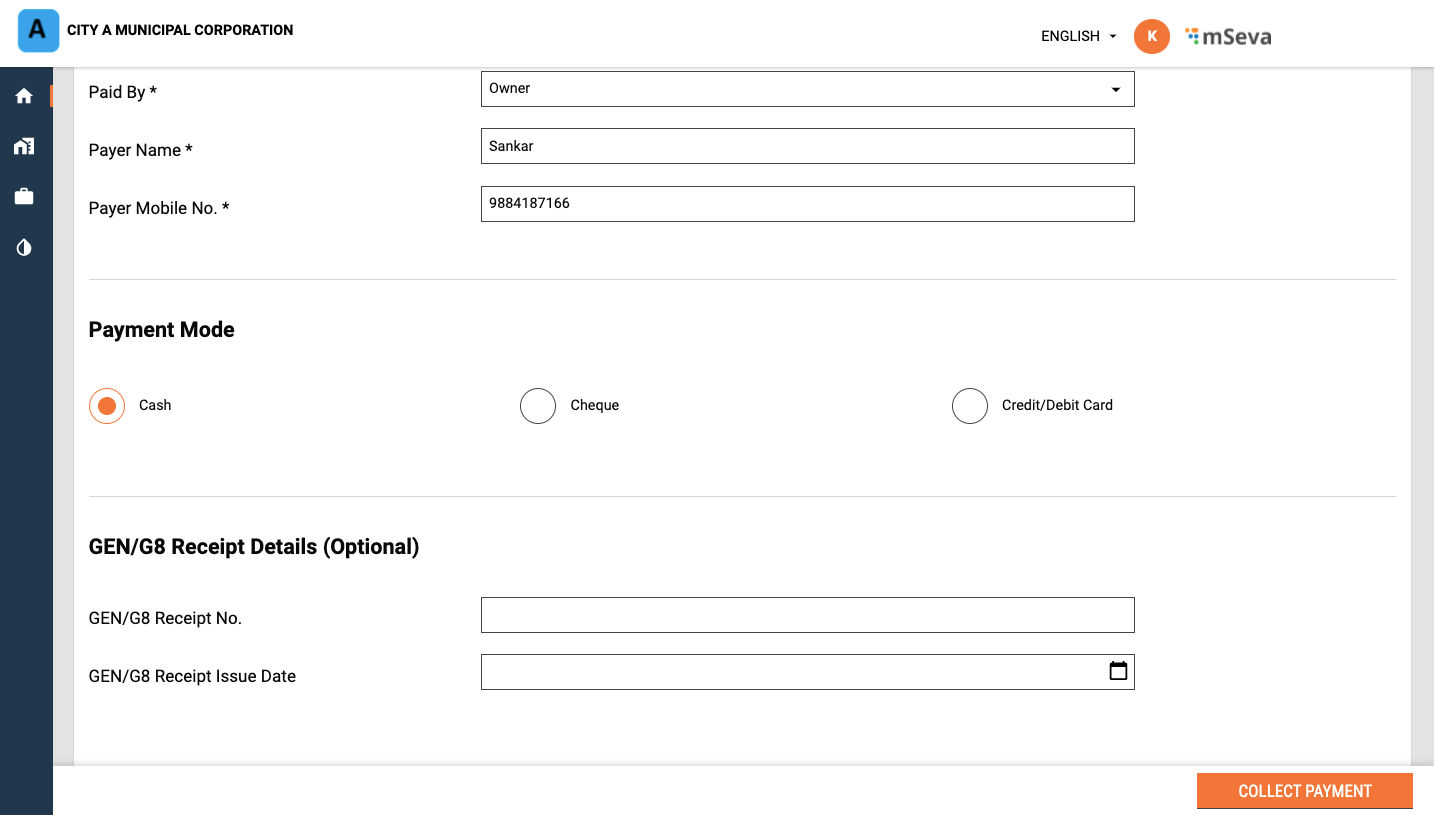 A
CITY A MUNICIPAL CORPORATION
ENGLISH
K
mSeva
Paid By *
Owner
Payer Name *
Sankar
Payer Mobile No. *
9884187166
Payment Mode
Cash
Cheque
Credit/Debit Card
GEN/G8 Receipt Details (Optional)
GEN/G8 Receipt No.
GEN/G8 Receipt Issue Date
COLLECT PAYMENT